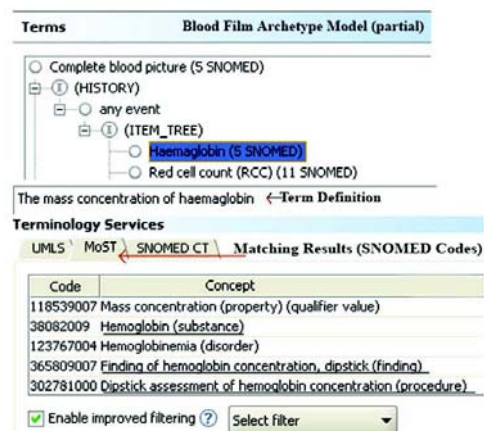 Terms Blood Film Archetype Model (partial)
Complete blood picture (5 SNOMED)
(HISTORY)
any event
(ITEM_TREE)
Haemaglobin (5 SNOMED)
Red cell count (RCC) (11 SNOMED)
The mass concentration of haemaglobin Term Definition
Terminology Services
UMLS MoST SNOMED CT Matching Results (SNOMED Codes)
Code Concept
118539007 Mass concentration (property) (qualifier value)
38082009 Hemoglobin (substance)
123767004 Hemoglobinemia (disorder)
365809007 Finding of hemoglobin concentration, dipstick (finding)
302781000 Dipstick assessment of hemoglobin concentration (procedure)
Enable improved filtering ? Select filter